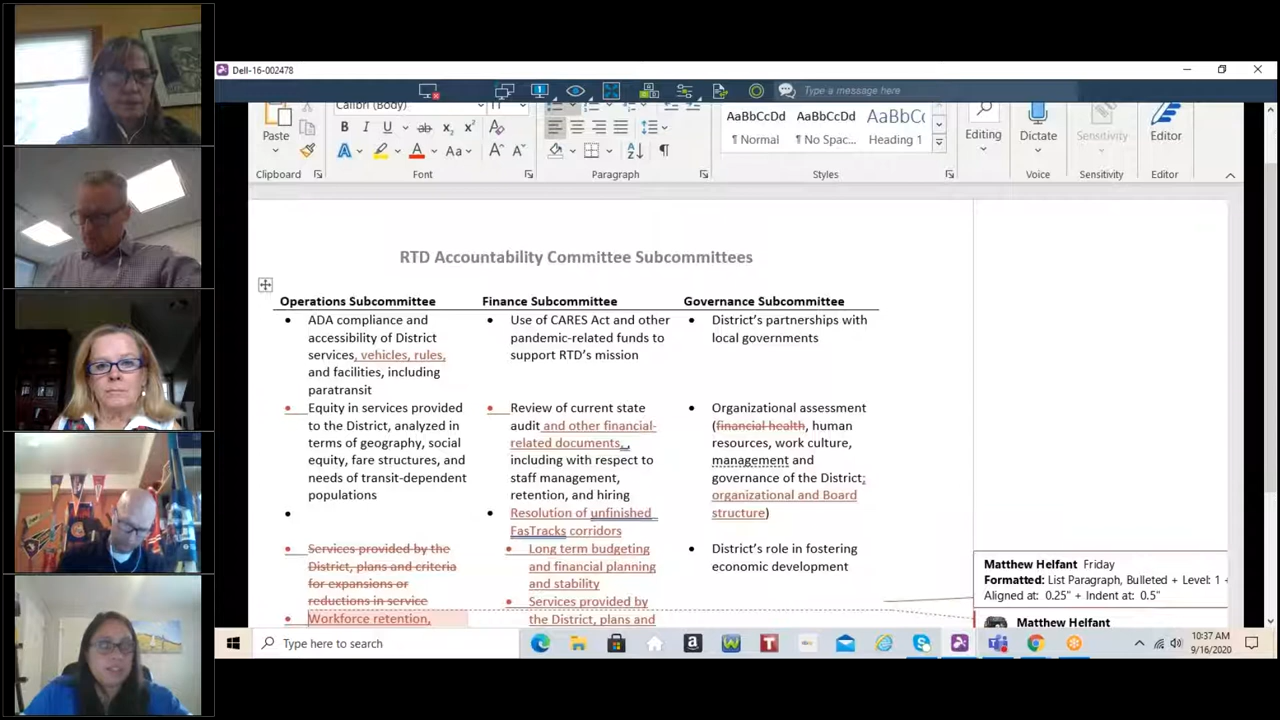 Dell-16-002478
Type a message here
Calibri (Body)
11
Paste
B I U ab x₂ x²
A A Aa A A
AaBbCcDd AaBbCcDd AaBbCc
¶ Normal ¶ No Spac... Heading 1
Editing Dictate Sensitivity Editor
Clipboard Font Paragraph Styles Voice Sensitivity Editor
RTD Accountability Committee Subcommittees
Operations Subcommittee
• ADA compliance and
accessibility of District
services, vehicles, rules,
and facilities, including
paratransit
• Equity in services provided
to the District, analyzed in
terms of geography, social
equity, fare structures, and
needs of transit-dependent
populations
•
• Services provided by the
District, plans and criteria
for expansions or
reductions in service
• Workforce retention,
Finance Subcommittee
• Use of CARES Act and other
pandemic-related funds to
support RTD's mission
• Review of current state
audit and other financial-
related documents, ,
including with respect to
staff management,
retention, and hiring
• Resolution of unfinished
FasTracks corridors
• Long term budgeting
and financial planning
and stability
• Services provided by
the District, plans and
Governance Subcommittee
• District's partnerships with
local governments
• Organizational assessment
(financial health, human
resources, work culture,
management and
governance of the District;
organizational and Board
structure)
• District's role in fostering
economic development
Matthew Helfant Friday
Formatted: List Paragraph, Bulleted + Level: 1 +
Aligned at: 0.25" + Indent at: 0.5"
Matthew Helfant
Type here to search
10:37 AM
9/16/2020